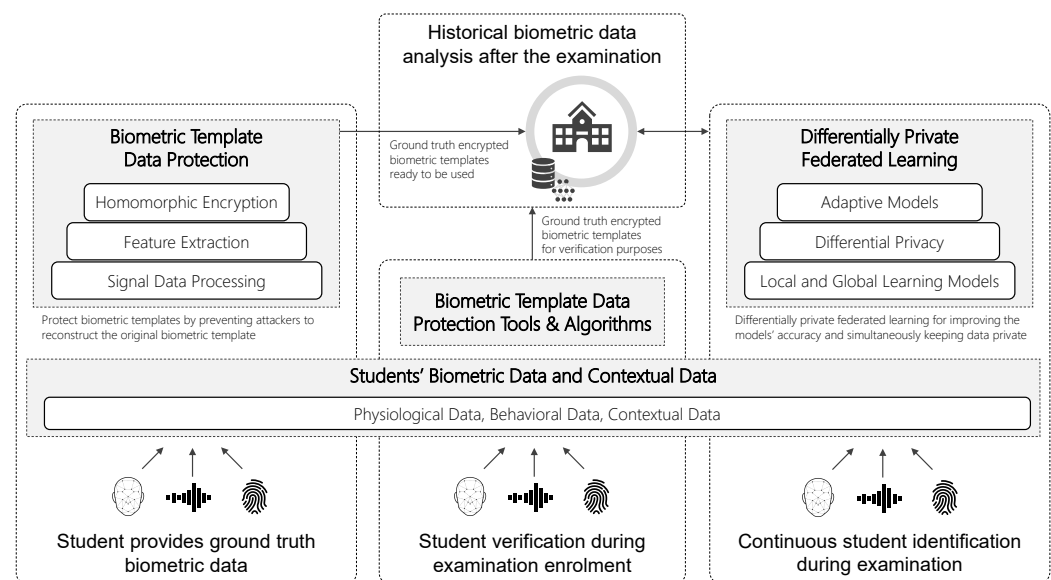 Historical biometric data
analysis after the examination
Biometric Template
Data Protection
Homomorphic Encryption
Feature Extraction
Signal Data Processing
Protect biometric templates by preventing attackers to
reconstruct the original biometric template
Ground truth encrypted
biometric templates
ready to be used
Ground truth encrypted
biometric templates
for verification purposes
Biometric Template Data
Protection Tools & Algorithms
Differentially Private
Federated Learning
Adaptive Models
Differential Privacy
Local and Global Learning Models
Differentially private federated learning for improving the
models’ accuracy and simultaneously keeping data private
Students’ Biometric Data and Contextual Data
Physiological Data, Behavioral Data, Contextual Data
Student provides ground truth
biometric data
Student verification during
examination enrolment
Continuous student identification
during examination